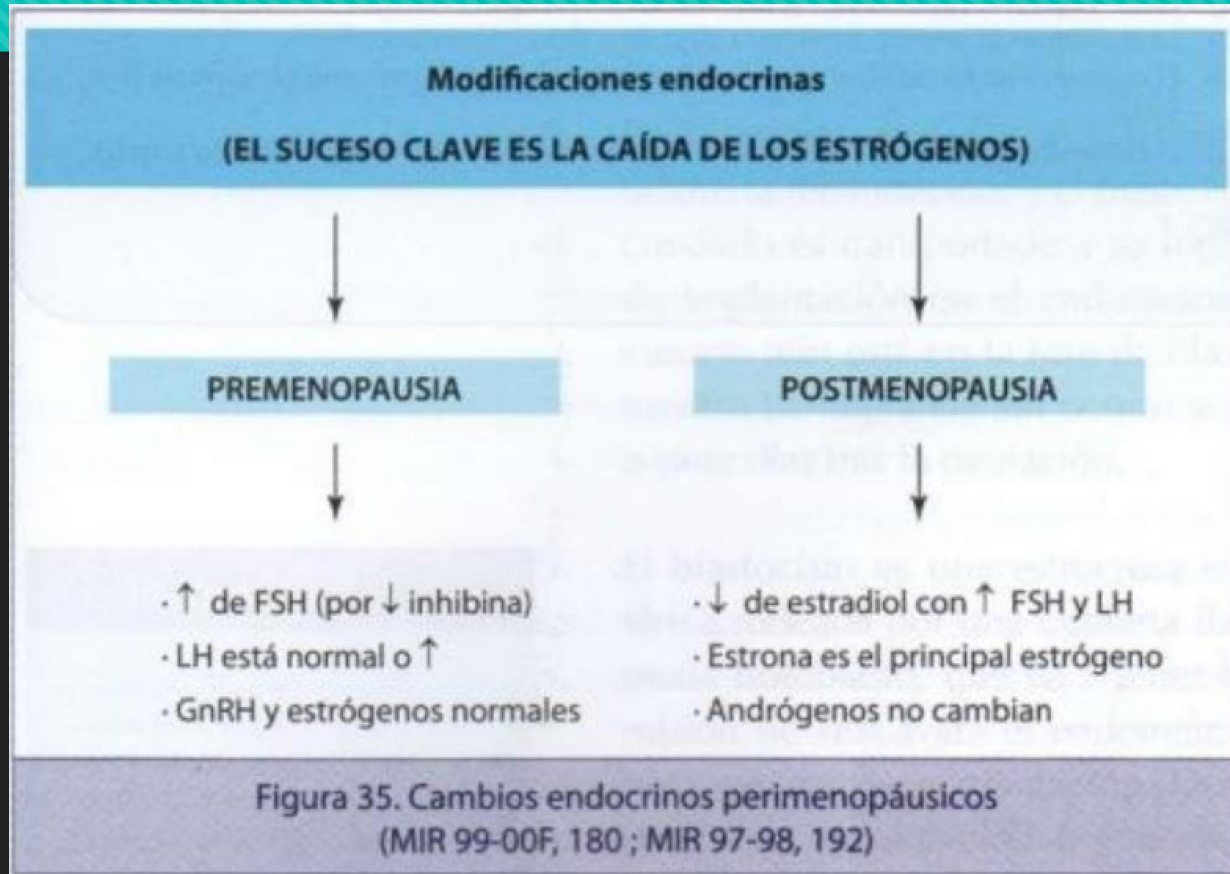 Modificaciones endocrinas
(EL SUCESO CLAVE ES LA CAÍDA DE LOS ESTRÓGENOS)
PREMENOPAUSIA
· ↑ de FSH (por ↓ inhibina)
· LH está normal o ↑
· GnRH y estrógenos normales
POSTMENOPAUSIA
· ↓ de estradiol con ↑ FSH y LH
· Estrona es el principal estrógeno
· Andrógenos no cambian
Figura 35. Cambios endocrinos perimenopáusicos
(MIR 99-00F, 180 ; MIR 97-98, 192)